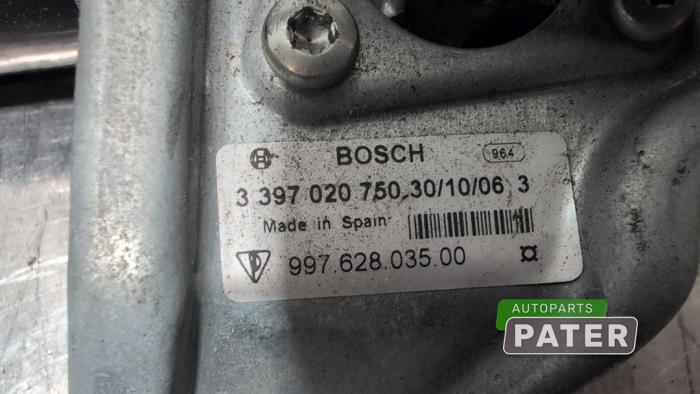 BOSCH 964
3 397 020 750 30/10/06 3
Made in Spain
997.628.035.00
AUTOPARTS
PATER